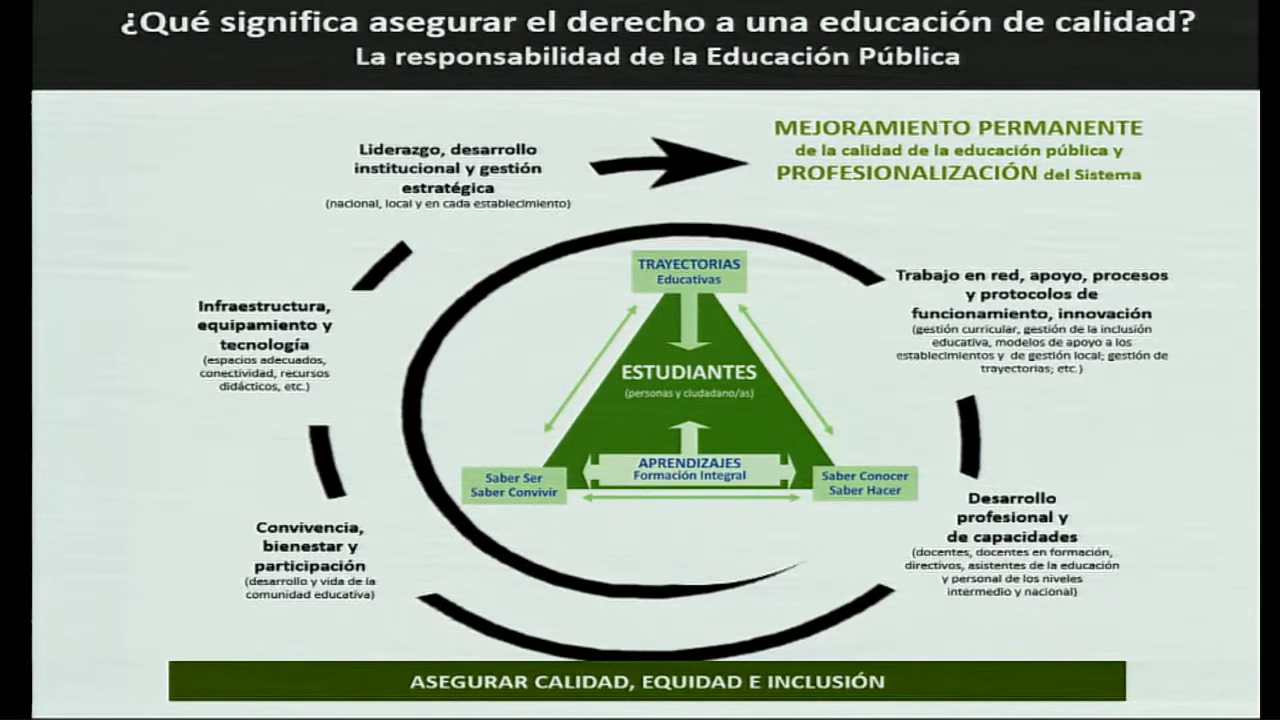 ¿Qué significa asegurar el derecho a una educación de calidad?
La responsabilidad de la Educación Pública
MEJORAMIENTO PERMANENTE
de la calidad de la educación pública y
PROFESIONALIZACIÓN del Sistema
Liderazgo, desarrollo
institucional y gestión
estratégica
(nacional, local y en cada establecimiento)
TRAYECTORIAS
Educativas
Trabajo en red, apoyo, procesos
y protocolos de
funcionamiento, innovación
(gestión curricular, gestión de la inclusión
educativa, modelos de apoyo a los
establecimientos y de gestión local; gestión de
trayectorias; etc.)
Infraestructura,
equipamiento y
tecnología
(espacios adecuados,
conectividad, recursos
didácticos, etc.)
ESTUDIANTES
(personas y ciudadano/as)
APRENDIZAJES
Formación Integral
Saber Ser
Saber Convivir
Saber Conocer
Saber Hacer
Convivencia,
bienestar y
participación
(desarrollo y vida de la
comunidad educativa)
Desarrollo
profesional y
de capacidades
(docentes, docentes en formación,
directivos, asistentes de la educación
y personal de los niveles
intermedio y nacional)
ASEGURAR CALIDAD, EQUIDAD E INCLUSIÓN